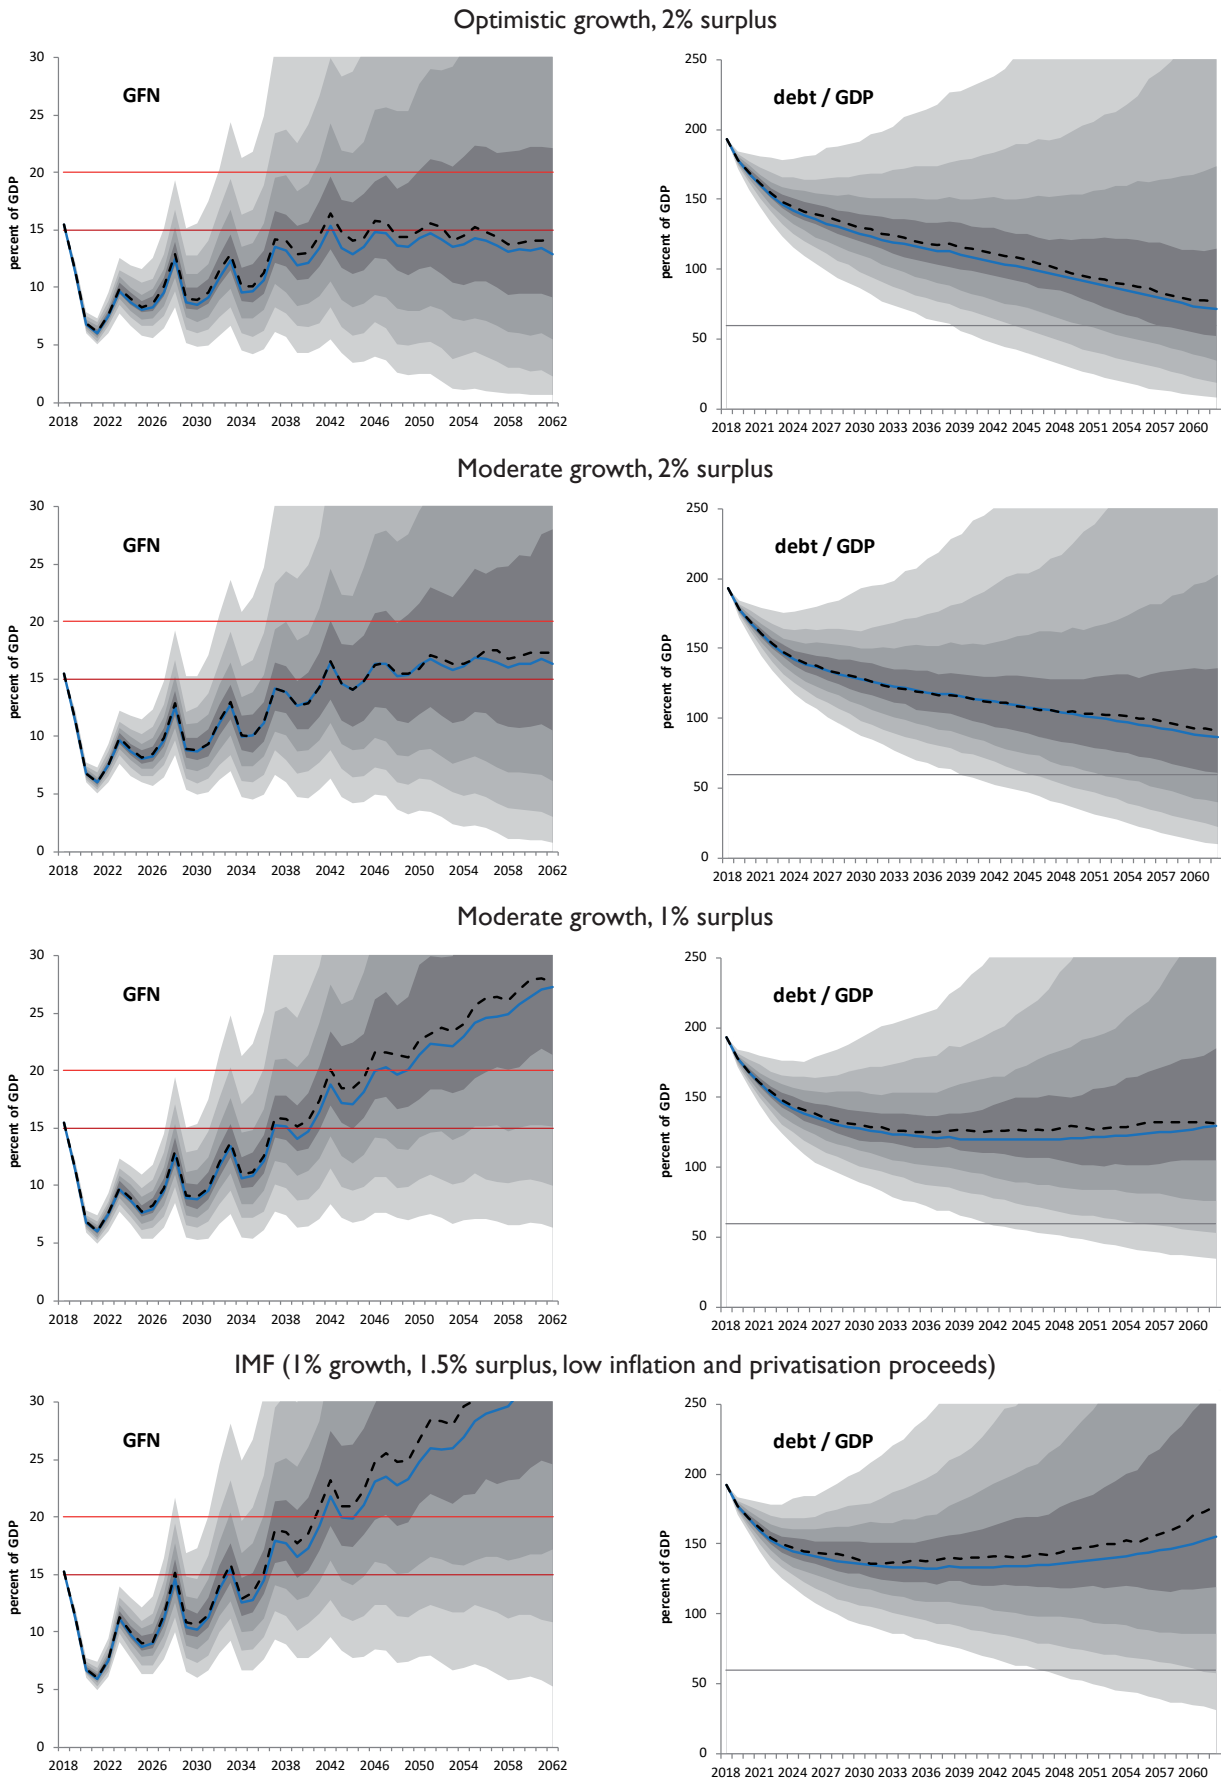 Optimistic growth, 2% surplus
GFN
percent of GDP
30
25
20
15
10
5
0
2018 2022 2026 2030 2034 2038 2042 2046 2050 2054 2058 2062
debt / GDP
percent of GDP
250
200
150
100
50
0
2018 2021 2024 2027 2030 2033 2036 2039 2042 2045 2048 2051 2054 2057 2060
Moderate growth, 2% surplus
GFN
percent of GDP
30
25
20
15
10
5
0
2018 2022 2026 2030 2034 2038 2042 2046 2050 2054 2058 2062
debt / GDP
percent of GDP
250
200
150
100
50
0
2018 2021 2024 2027 2030 2033 2036 2039 2042 2045 2048 2051 2054 2057 2060
Moderate growth, 1% surplus
GFN
percent of GDP
30
25
20
15
10
5
0
2018 2022 2026 2030 2034 2038 2042 2046 2050 2054 2058 2062
debt / GDP
percent of GDP
250
200
150
100
50
0
2018 2021 2024 2027 2030 2033 2036 2039 2042 2045 2048 2051 2054 2057 2060
IMF (1% growth, 1.5% surplus, low inflation and privatisation proceeds)
GFN
percent of GDP
30
25
20
15
10
5
0
2018 2022 2026 2030 2034 2038 2042 2046 2050 2054 2058 2062
debt / GDP
percent of GDP
250
200
150
100
50
0
2018 2021 2024 2027 2030 2033 2036 2039 2042 2045 2048 2051 2054 2057 2060